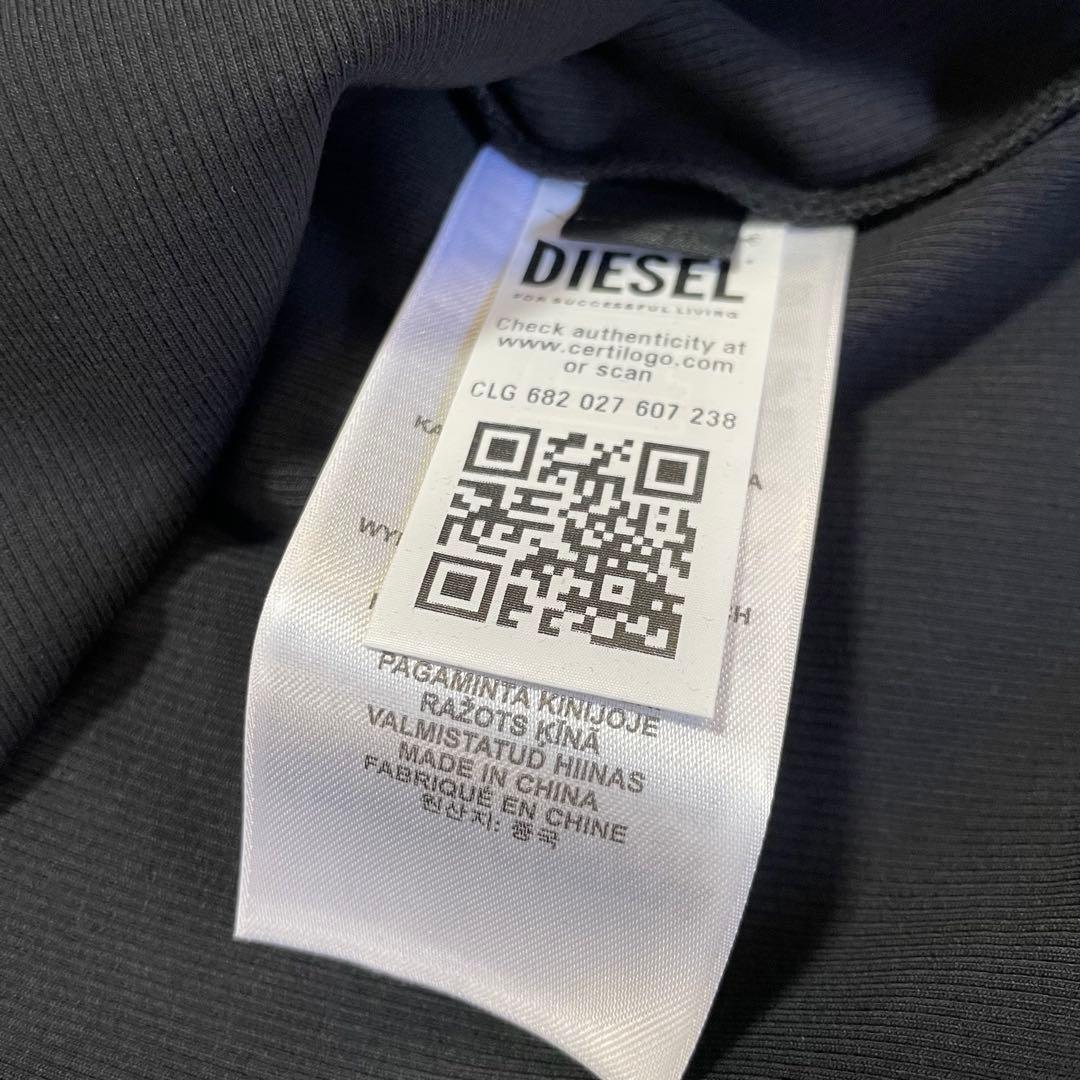 DIESEL
FOR SUCCESSFUL LIVING
Check authenticity at
www.certilogo.com
or scan
CLG 682 027 607 238
PAGAMINTA KINIJOJE
RAŽOTS ĶĪNĀ
VALMISTATUD HIINAS
MADE IN CHINA
FABRIQUÉ EN CHINE
원산지: 중국